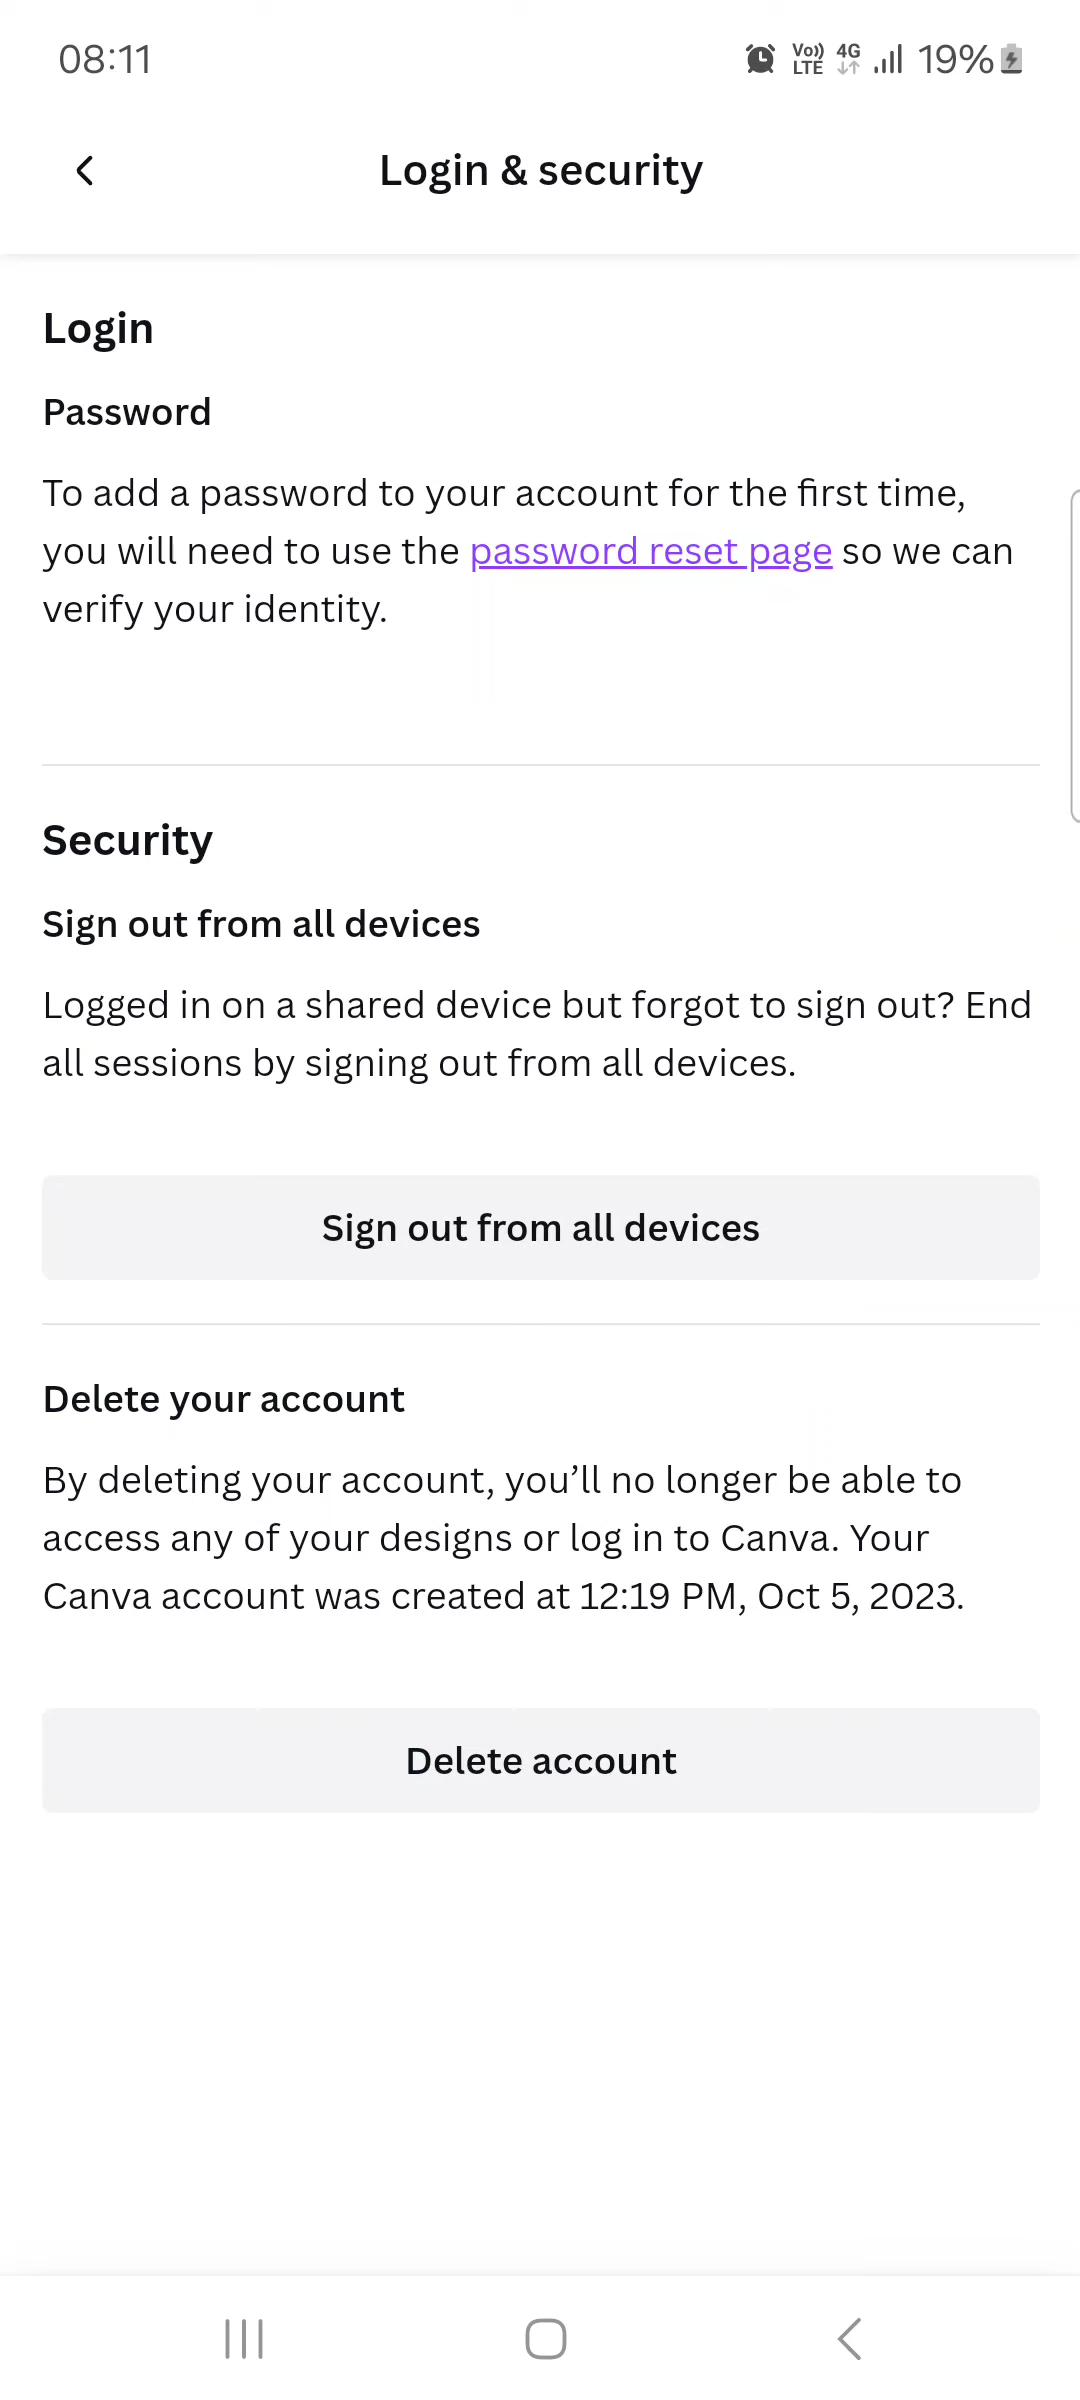 08:11
Vo)) LTE 4G 19%
Login & security
Login
Password
To add a password to your account for the first time,
you will need to use the password reset page so we can
verify your identity.
Security
Sign out from all devices
Logged in on a shared device but forgot to sign out? End
all sessions by signing out from all devices.
Sign out from all devices
Delete your account
By deleting your account, you’ll no longer be able to
access any of your designs or log in to Canva. Your
Canva account was created at 12:19 PM, Oct 5, 2023.
Delete account